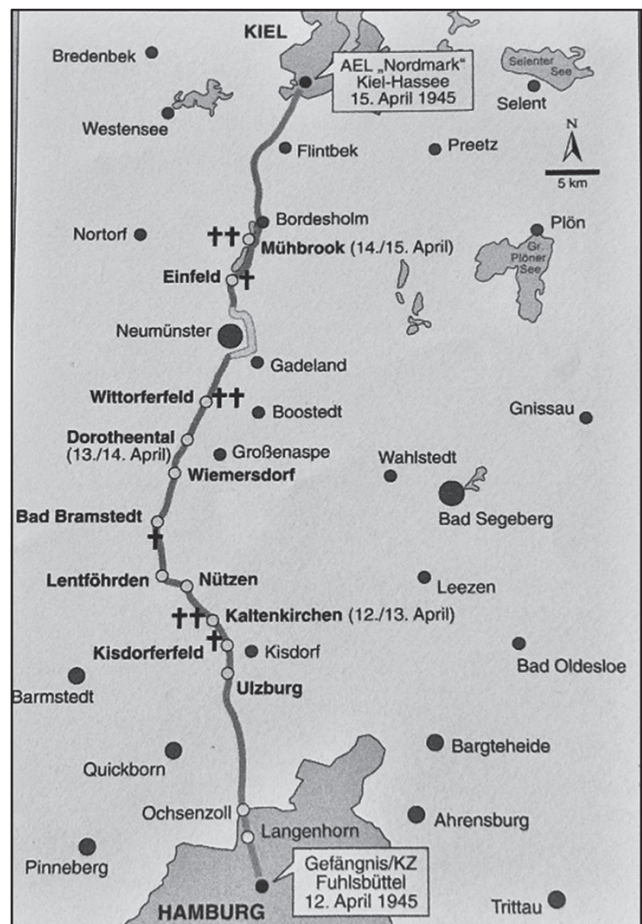 KIEL
Bredenbek
AEL „Nordmark"
Kiel-Hassee
15. April 1945
Selenter
See
Selent
Westensee
N
5 km
Flintbek
Preetz
Nortorf
Bordesholm
Plön
Mühbrook (14./15. April)
Gr.
Plöner
See
Einfeld
Neumünster
Gadeland
Wittorferfeld
Boostedt
Gnissau
Dorotheental
(13./14. April)
Großenaspe
Wahlstedt
Wiemersdorf
Bad Bramstedt
Bad Segeberg
Lentföhrden
Nützen
Leezen
Kaltenkirchen (12./13. April)
Kisdorferfeld
Kisdorf
Bad Oldesloe
Ulzburg
Barmstedt
Quickborn
Bargteheide
Ochsenzoll
Langenhorn
Ahrensburg
Pinneberg
Gefängnis/KZ
Fuhlsbüttel
12. April 1945
HAMBURG
Trittau